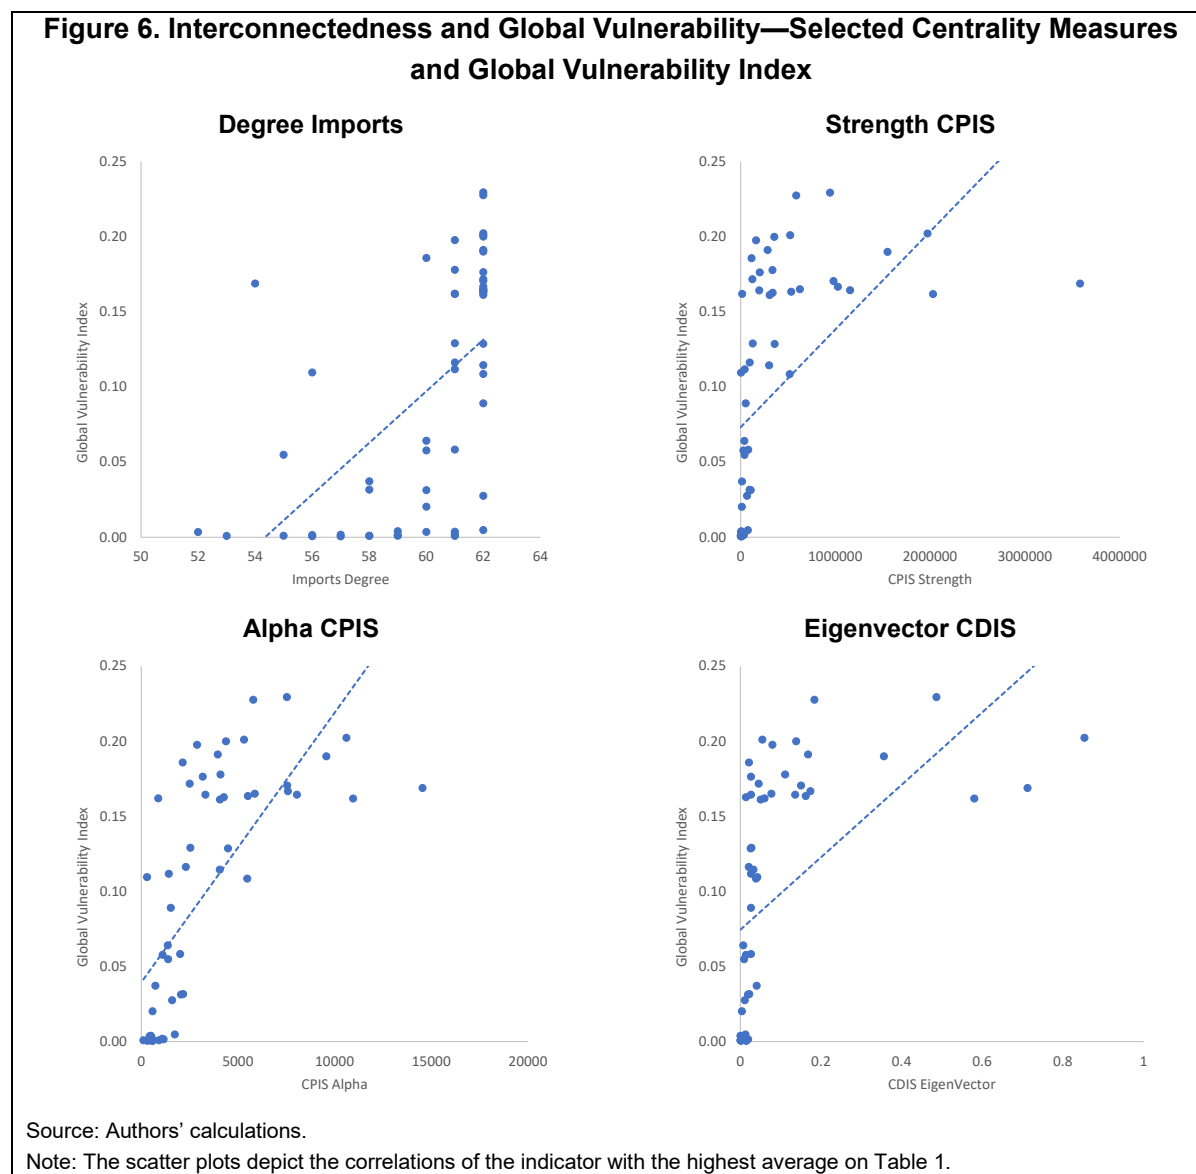 Figure 6. Interconnectedness and Global Vulnerability—Selected Centrality Measures
and Global Vulnerability Index
Degree Imports
0.25
0.20
0.15
0.10
0.05
0.00
Global Vulnerability Index
50 52 54 56 58 60 62 64
Imports Degree
Strength CPIS
0.25
0.20
0.15
0.10
0.05
0.00
Global Vulnerability Index
0 1000000 2000000 3000000 4000000
CPIS Strength
Alpha CPIS
0.25
0.20
0.15
0.10
0.05
0.00
Global Vulnerability Index
0 5000 10000 15000 20000
CPIS Alpha
Eigenvector CDIS
0.25
0.20
0.15
0.10
0.05
0.00
Global Vulnerability Index
0 0.2 0.4 0.6 0.8 1
CDIS EigenVector
Source: Authors’ calculations.
Note: The scatter plots depict the correlations of the indicator with the highest average on Table 1.